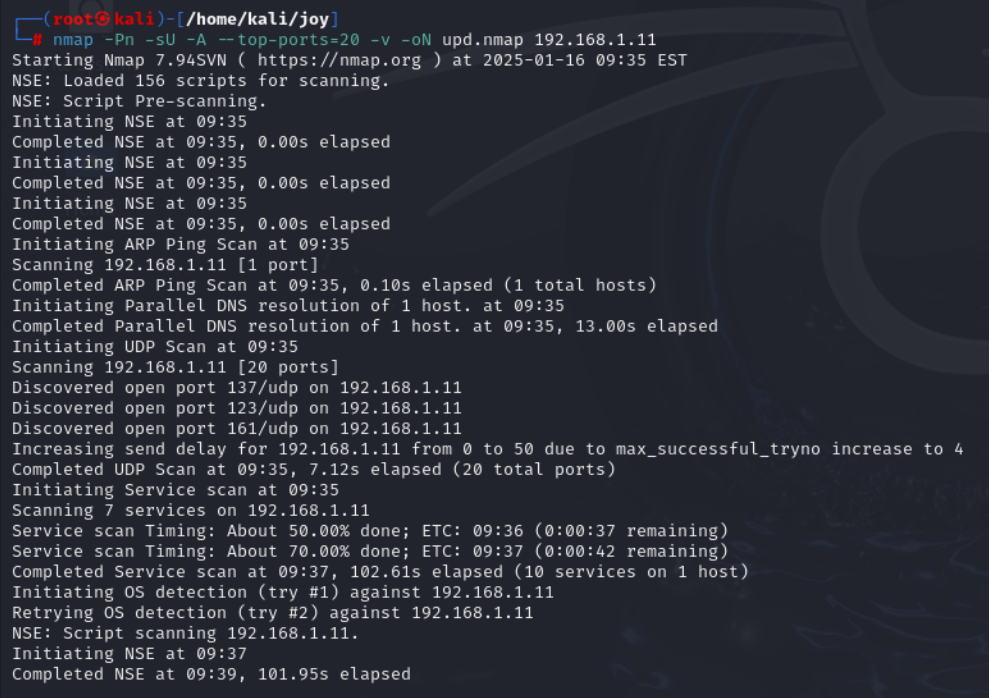 ┌──(root㉿kali)-[/home/kali/joy]
└─# nmap -Pn -sU -A --top-ports=20 -v -oN upd.nmap 192.168.1.11
Starting Nmap 7.94SVN ( https://nmap.org ) at 2025-01-16 09:35 EST
NSE: Loaded 156 scripts for scanning.
NSE: Script Pre-scanning.
Initiating NSE at 09:35
Completed NSE at 09:35, 0.00s elapsed
Initiating NSE at 09:35
Completed NSE at 09:35, 0.00s elapsed
Initiating NSE at 09:35
Completed NSE at 09:35, 0.00s elapsed
Initiating ARP Ping Scan at 09:35
Scanning 192.168.1.11 [1 port]
Completed ARP Ping Scan at 09:35, 0.10s elapsed (1 total hosts)
Initiating Parallel DNS resolution of 1 host. at 09:35
Completed Parallel DNS resolution of 1 host. at 09:35, 13.00s elapsed
Initiating UDP Scan at 09:35
Scanning 192.168.1.11 [20 ports]
Discovered open port 137/udp on 192.168.1.11
Discovered open port 123/udp on 192.168.1.11
Discovered open port 161/udp on 192.168.1.11
Increasing send delay for 192.168.1.11 from 0 to 50 due to max_successful_tryno increase to 4
Completed UDP Scan at 09:35, 7.12s elapsed (20 total ports)
Initiating Service scan at 09:35
Scanning 7 services on 192.168.1.11
Service scan Timing: About 50.00% done; ETC: 09:36 (0:00:37 remaining)
Service scan Timing: About 70.00% done; ETC: 09:37 (0:00:42 remaining)
Completed Service scan at 09:37, 102.61s elapsed (10 services on 1 host)
Initiating OS detection (try #1) against 192.168.1.11
Retrying OS detection (try #2) against 192.168.1.11
NSE: Script scanning 192.168.1.11.
Initiating NSE at 09:37
Completed NSE at 09:39, 101.95s elapsed